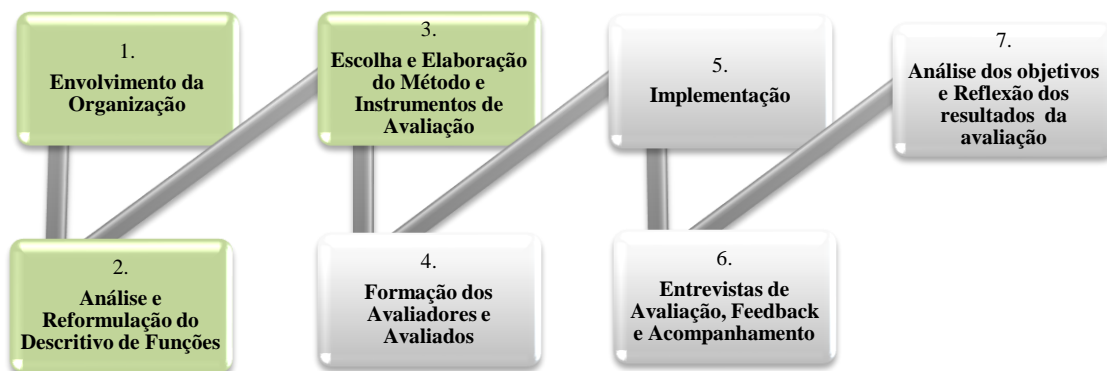 1.
Envolvimento da
Organização
2.
Análise e
Reformulação do
Descritivo de Funções
3.
Escolha e Elaboração
do Método e
Instrumentos de
Avaliação
4.
Formação dos
Avaliadores e
Avaliados
5.
Implementação
6.
Entrevistas de
Avaliação, Feedback
e Acompanhamento
7.
Análise dos objetivos
e Reflexão dos
resultados da
avaliação